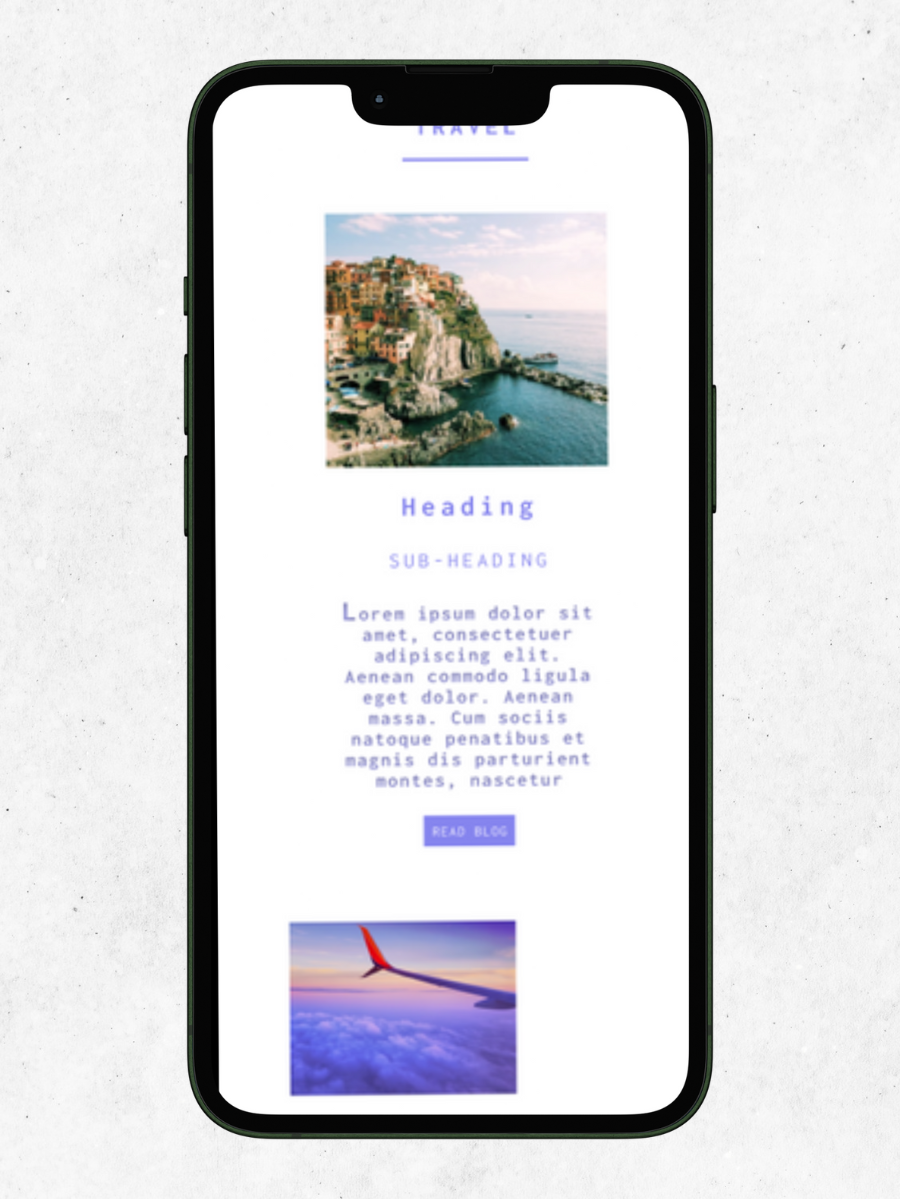 TRAVEL
Heading
SUB-HEADING
Lorem ipsum dolor sit
amet, consectetuer
adipiscing elit.
Aenean commodo ligula
eget dolor. Aenean
massa. Cum sociis
natoque penatibus et
magnis dis parturient
montes, nascetur
READ BLOG